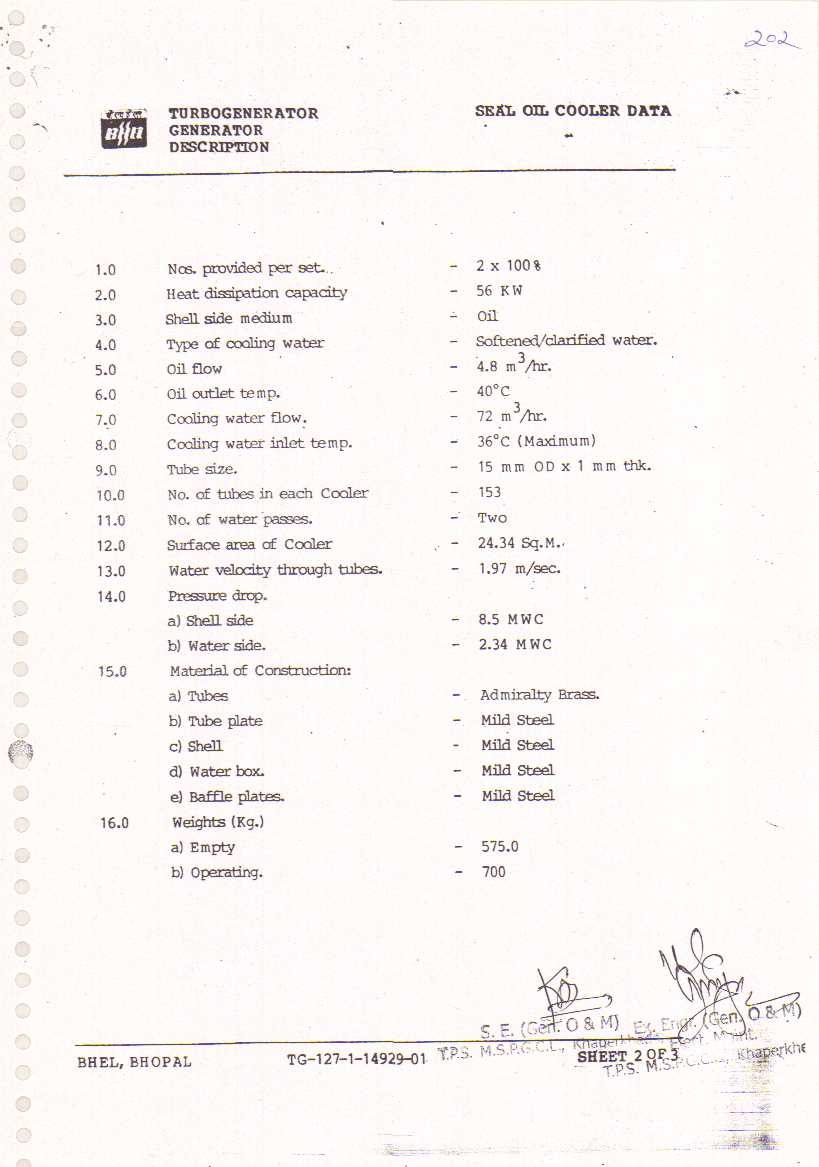 202
TURBOGENERATOR
GENERATOR
DESCRIPTION
SEAL OIL COOLER DATA
1.0 Nos. provided per set. - 2 x 100%
2.0 Heat dissipation capacity - 56 KW
3.0 Shell side medium - Oil
4.0 Type of cooling water - Softened/clarified water.
5.0 Oil flow - 4.8 m³/hr.
6.0 Oil outlet temp. - 40°C
7.0 Cooling water flow. - 72 m³/hr.
8.0 Cooling water inlet temp. - 36°C (Maximum)
9.0 Tube size. - 15 mm OD x 1 mm thk.
10.0 No. of tubes in each Cooler - 153
11.0 No. of water passes. - Two
12.0 Surface area of Cooler - 24.34 Sq.M.
13.0 Water velocity through tubes. - 1.97 m/sec.
14.0 Pressure drop.
a) Shell side - 8.5 MWC
b) Water side. - 2.34 MWC
15.0 Material of Construction:
a) Tubes - Admiralty Brass.
b) Tube plate - Mild Steel
c) Shell - Mild Steel
d) Water box. - Mild Steel
e) Baffle plates. - Mild Steel
16.0 Weights (Kg.)
a) Empty - 575.0
b) Operating. - 700
S. E. (Gen. O & M)
T.P.S. M.S.P.G.C.L.,
Ex. Engr. (Gen. O & M)
T.P.S. M.S.P.G.C.L., Khaperkhe
BHEL, BHOPAL TG-127-1-14929-01 SHEET 2 OF 3